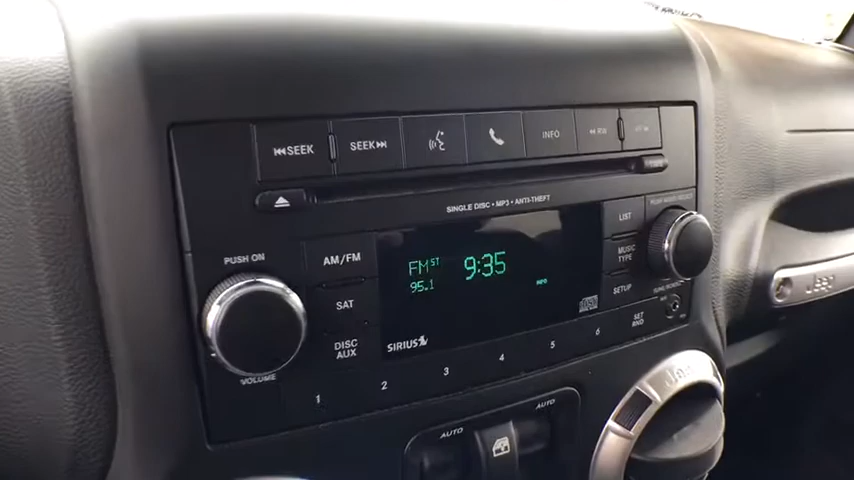 SEEK
SEEK
INFO
RW
SINGLE DISC • MP3 • ANTI-THEFT
PUSH ON
VOLUME
AM/FM
SAT
DISC
AUX
FM ST
95.1
9:35
INFO
SIRIUS
LIST
MUSIC
TYPE
SETUP
SET
RND
1
2
3
4
5
6
AUTO
AUTO
JEEP